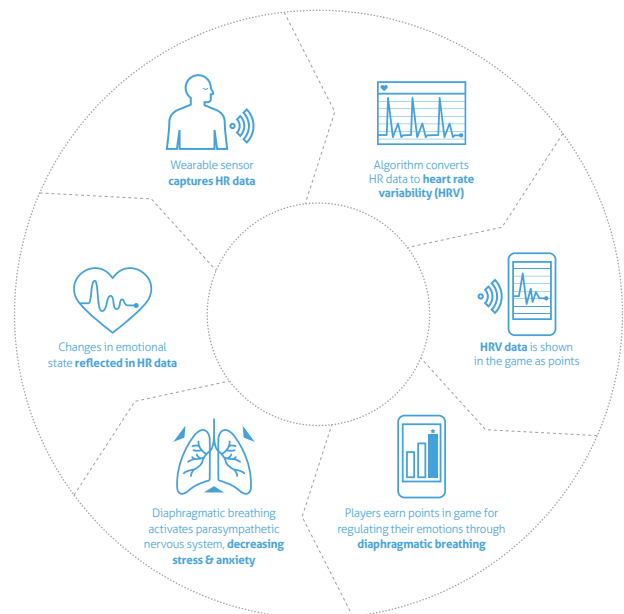 Wearable sensor
captures HR data
Algorithm converts
HR data to heart rate
variability (HRV)
HRV data is shown
in the game as points
Players earn points in game for
regulating their emotions through
diaphragmatic breathing
Diaphragmatic breathing
activates parasympathetic
nervous system, decreasing
stress & anxiety
Changes in emotional
state reflected in HR data